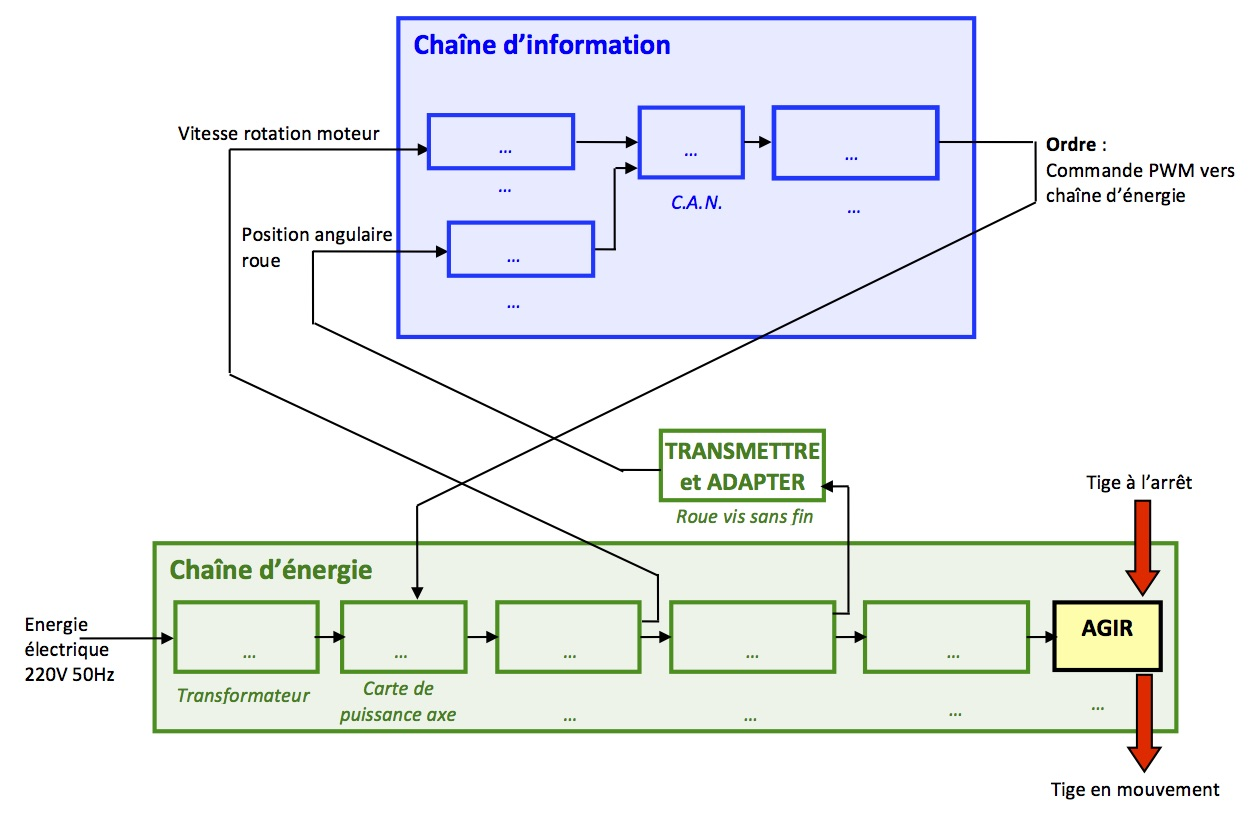 Chaîne d’information
Vitesse rotation moteur
...
...
...
C.A.N.
...
...
Ordre :
Commande PWM vers
chaîne d’énergie
Position angulaire
roue
...
...
TRANSMETTRE
et ADAPTER
Roue vis sans fin
Tige à l’arrêt
Chaîne d’énergie
Energie
électrique
220V 50Hz
...
Transformateur
...
Carte de
puissance axe
...
...
...
...
...
...
AGIR
...
Tige en mouvement